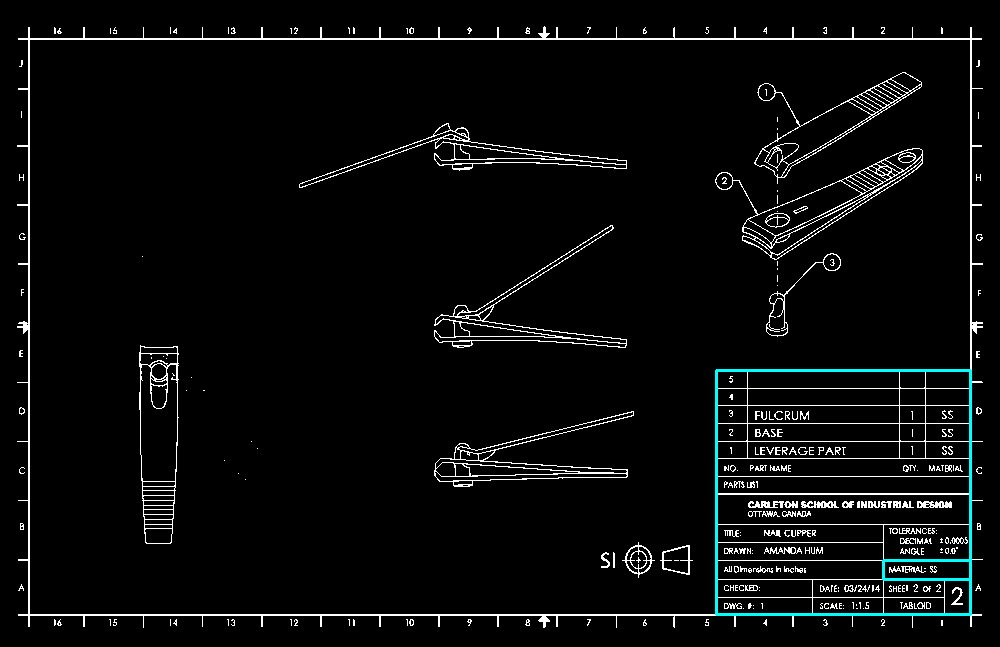 16 15 14 13 12 11 10 9 8 7 6 5 4 3 2 1
J J
I I
H H
G G
F F
E E
D D
C C
B B
A A
1
2
3
SI
5
4
3 FULCRUM 1 SS
2 BASE 1 SS
1 LEVERAGE PART 1 SS
NO. PART NAME QTY. MATERIAL
PARTS LIST
CARLETON SCHOOL OF INDUSTRIAL DESIGN
OTTAWA, CANADA
TITLE: NAIL CLIPPER
TOLERANCES:
DECIMAL ±0.0005
ANGLE ±0.0°
DRAWN: AMANDA HUM
All Dimensions in Inches
MATERIAL: SS
CHECKED: DATE: 03/24/14 SHEET 2 OF 2
DWG. #: 1 SCALE: 1:1.5 TABLOID 2
16 15 14 13 12 11 10 9 8 7 6 5 4 3 2 1